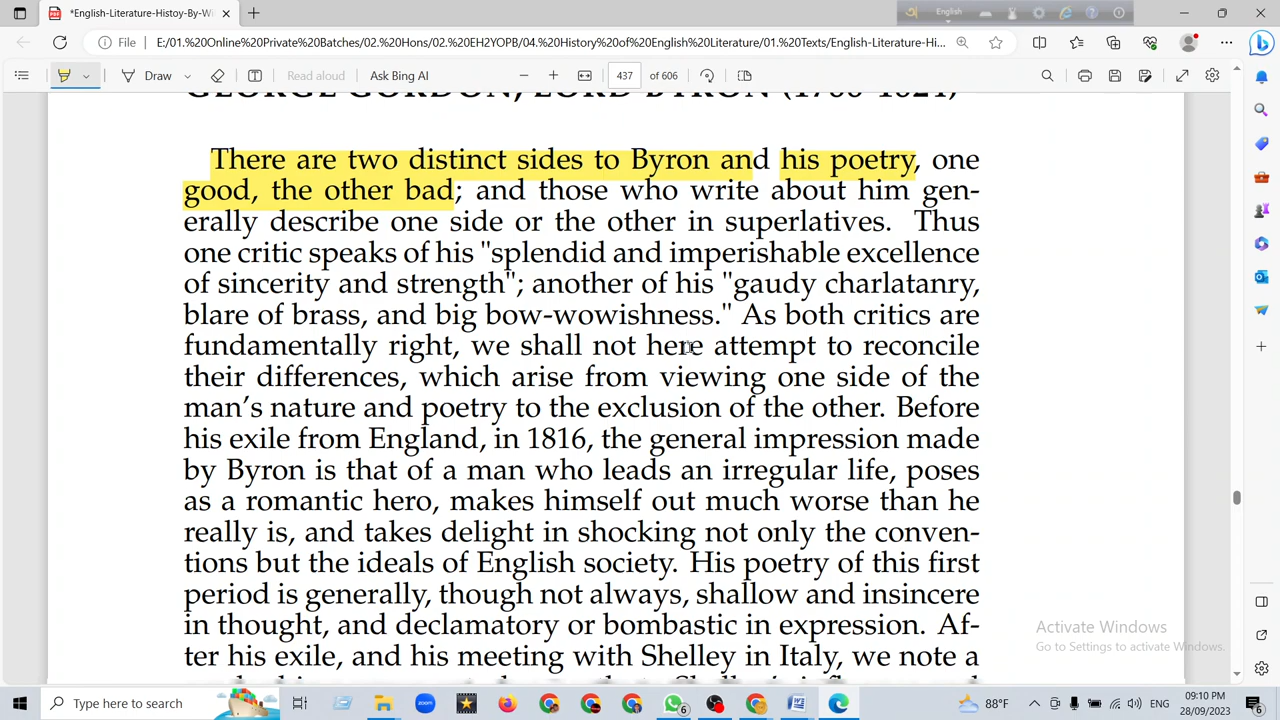 *English-Literature-Histoy-By-Wi
English
File
E:/01.%20Online%20Private%20Batches/02.%20Hons/02.%20EH2YOPB/04.%20History%20of%20English%20Literature/01.%20Texts/English-Literature-Hi...
Draw
Read aloud
Ask Bing AI
437
of 606
GEORGE GORDON, LORD BYRON (1788-1824)
There are two distinct sides to Byron and his poetry, one
good, the other bad; and those who write about him gen-
erally describe one side or the other in superlatives. Thus
one critic speaks of his "splendid and imperishable excellence
of sincerity and strength"; another of his "gaudy charlatanry,
blare of brass, and big bow-wowishness." As both critics are
fundamentally right, we shall not here attempt to reconcile
their differences, which arise from viewing one side of the
man's nature and poetry to the exclusion of the other. Before
his exile from England, in 1816, the general impression made
by Byron is that of a man who leads an irregular life, poses
as a romantic hero, makes himself out much worse than he
really is, and takes delight in shocking not only the conven-
tions but the ideals of English society. His poetry of this first
period is generally, though not always, shallow and insincere
in thought, and declamatory or bombastic in expression. Af-
ter his exile, and his meeting with Shelley in Italy, we note a
Activate Windows
Go to Settings to activate Windows.
Type here to search
6
88°F
ENG
09:10 PM
28/09/2023
6